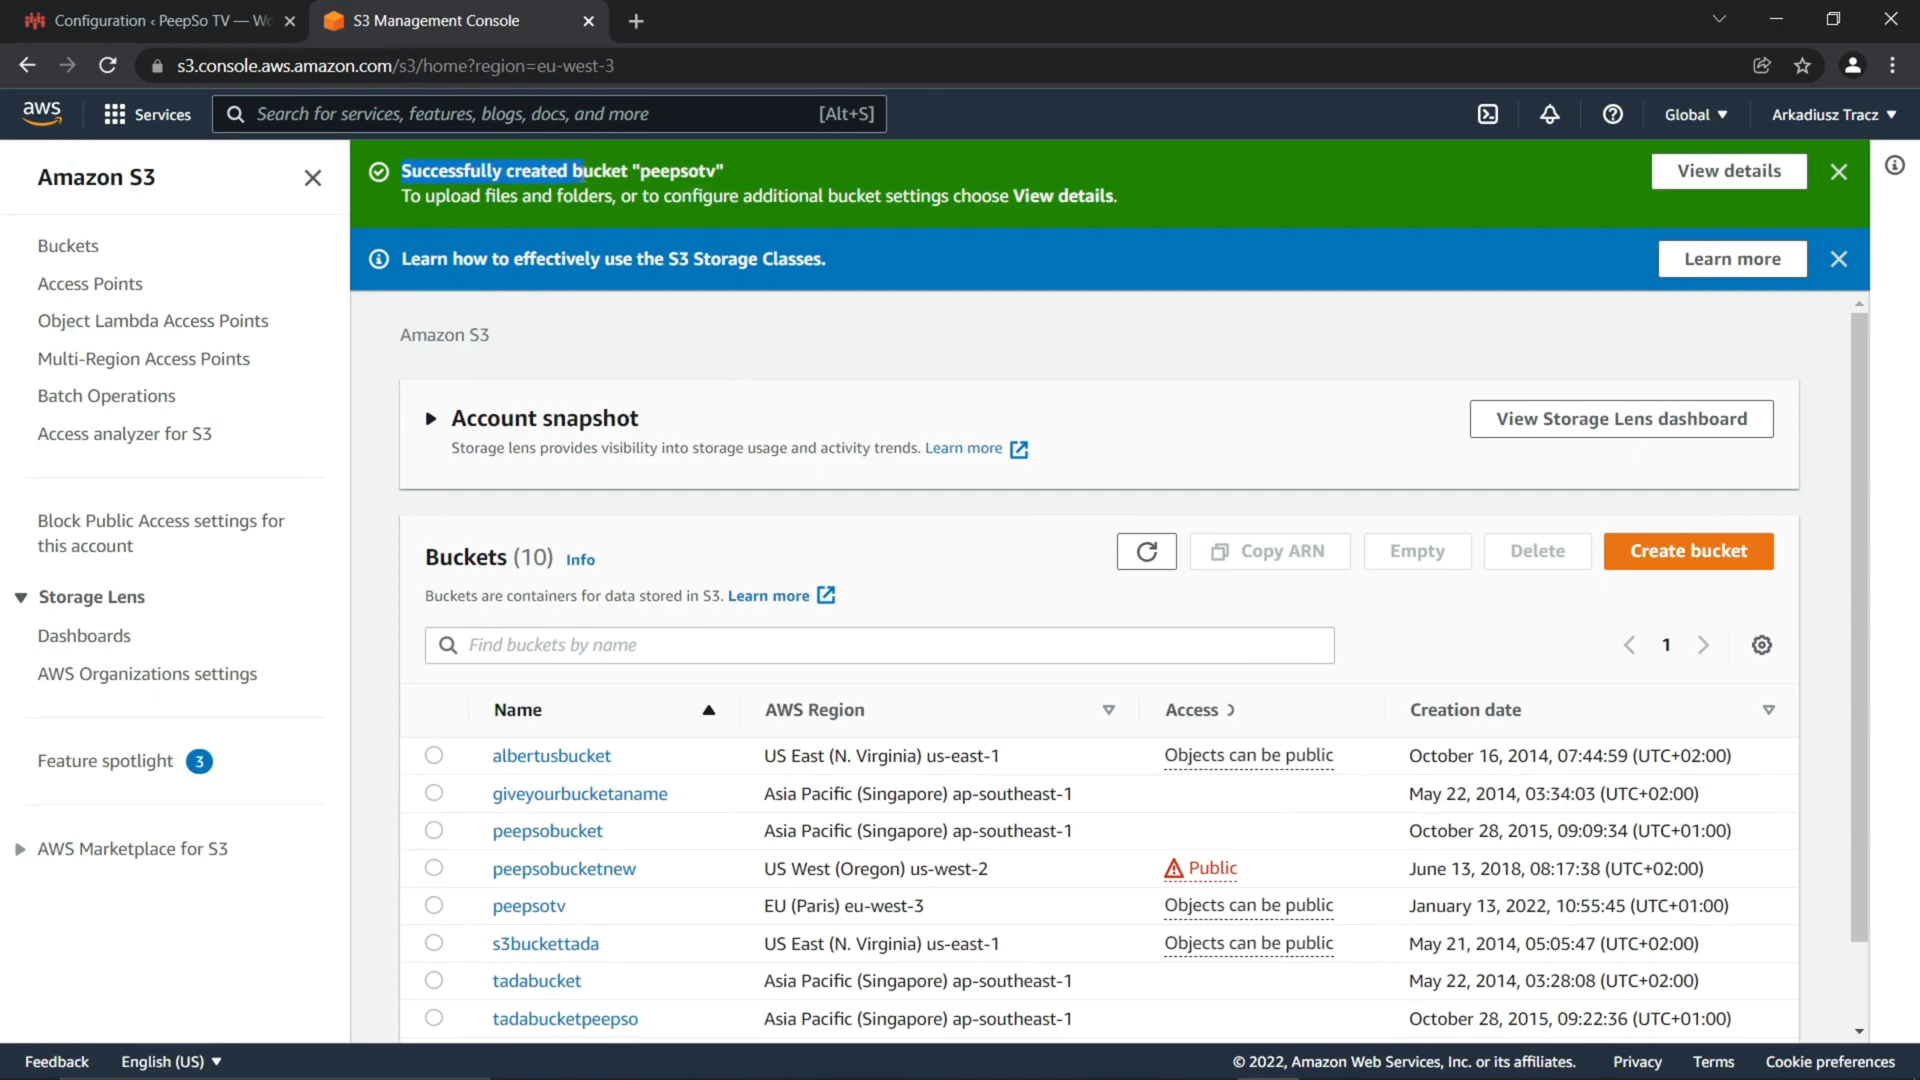 Configuration ‹ PeepSo TV — Wo
S3 Management Console
s3.console.aws.amazon.com/s3/home?region=eu-west-3
aws
Services
Search for services, features, blogs, docs, and more
[Alt+S]
Global
Arkadiusz Tracz
Amazon S3
Buckets
Access Points
Object Lambda Access Points
Multi-Region Access Points
Batch Operations
Access analyzer for S3
Block Public Access settings for
this account
Storage Lens
Dashboards
AWS Organizations settings
Feature spotlight 3
AWS Marketplace for S3
Successfully created bucket "peepsotv"
To upload files and folders, or to configure additional bucket settings choose View details.
View details
Learn how to effectively use the S3 Storage Classes.
Learn more
Amazon S3
Account snapshot
Storage lens provides visibility into storage usage and activity trends. Learn more
View Storage Lens dashboard
Buckets (10) Info
Copy ARN
Empty
Delete
Create bucket
Buckets are containers for data stored in S3. Learn more
Find buckets by name
1
Name AWS Region Access Creation date
albertusbucket US East (N. Virginia) us-east-1 Objects can be public October 16, 2014, 07:44:59 (UTC+02:00)
giveyourbucketaname Asia Pacific (Singapore) ap-southeast-1 May 22, 2014, 03:34:03 (UTC+02:00)
peepsobucket Asia Pacific (Singapore) ap-southeast-1 October 28, 2015, 09:09:34 (UTC+01:00)
peepsobucketnew US West (Oregon) us-west-2 Public June 13, 2018, 08:17:38 (UTC+02:00)
peepsotv EU (Paris) eu-west-3 Objects can be public January 13, 2022, 10:55:45 (UTC+01:00)
s3buckettada US East (N. Virginia) us-east-1 Objects can be public May 21, 2014, 05:05:47 (UTC+02:00)
tadabucket Asia Pacific (Singapore) ap-southeast-1 May 22, 2014, 03:28:08 (UTC+02:00)
tadabucketpeepso Asia Pacific (Singapore) ap-southeast-1 October 28, 2015, 09:22:36 (UTC+01:00)
Feedback
English (US)
© 2022, Amazon Web Services, Inc. or its affiliates.
Privacy
Terms
Cookie preferences